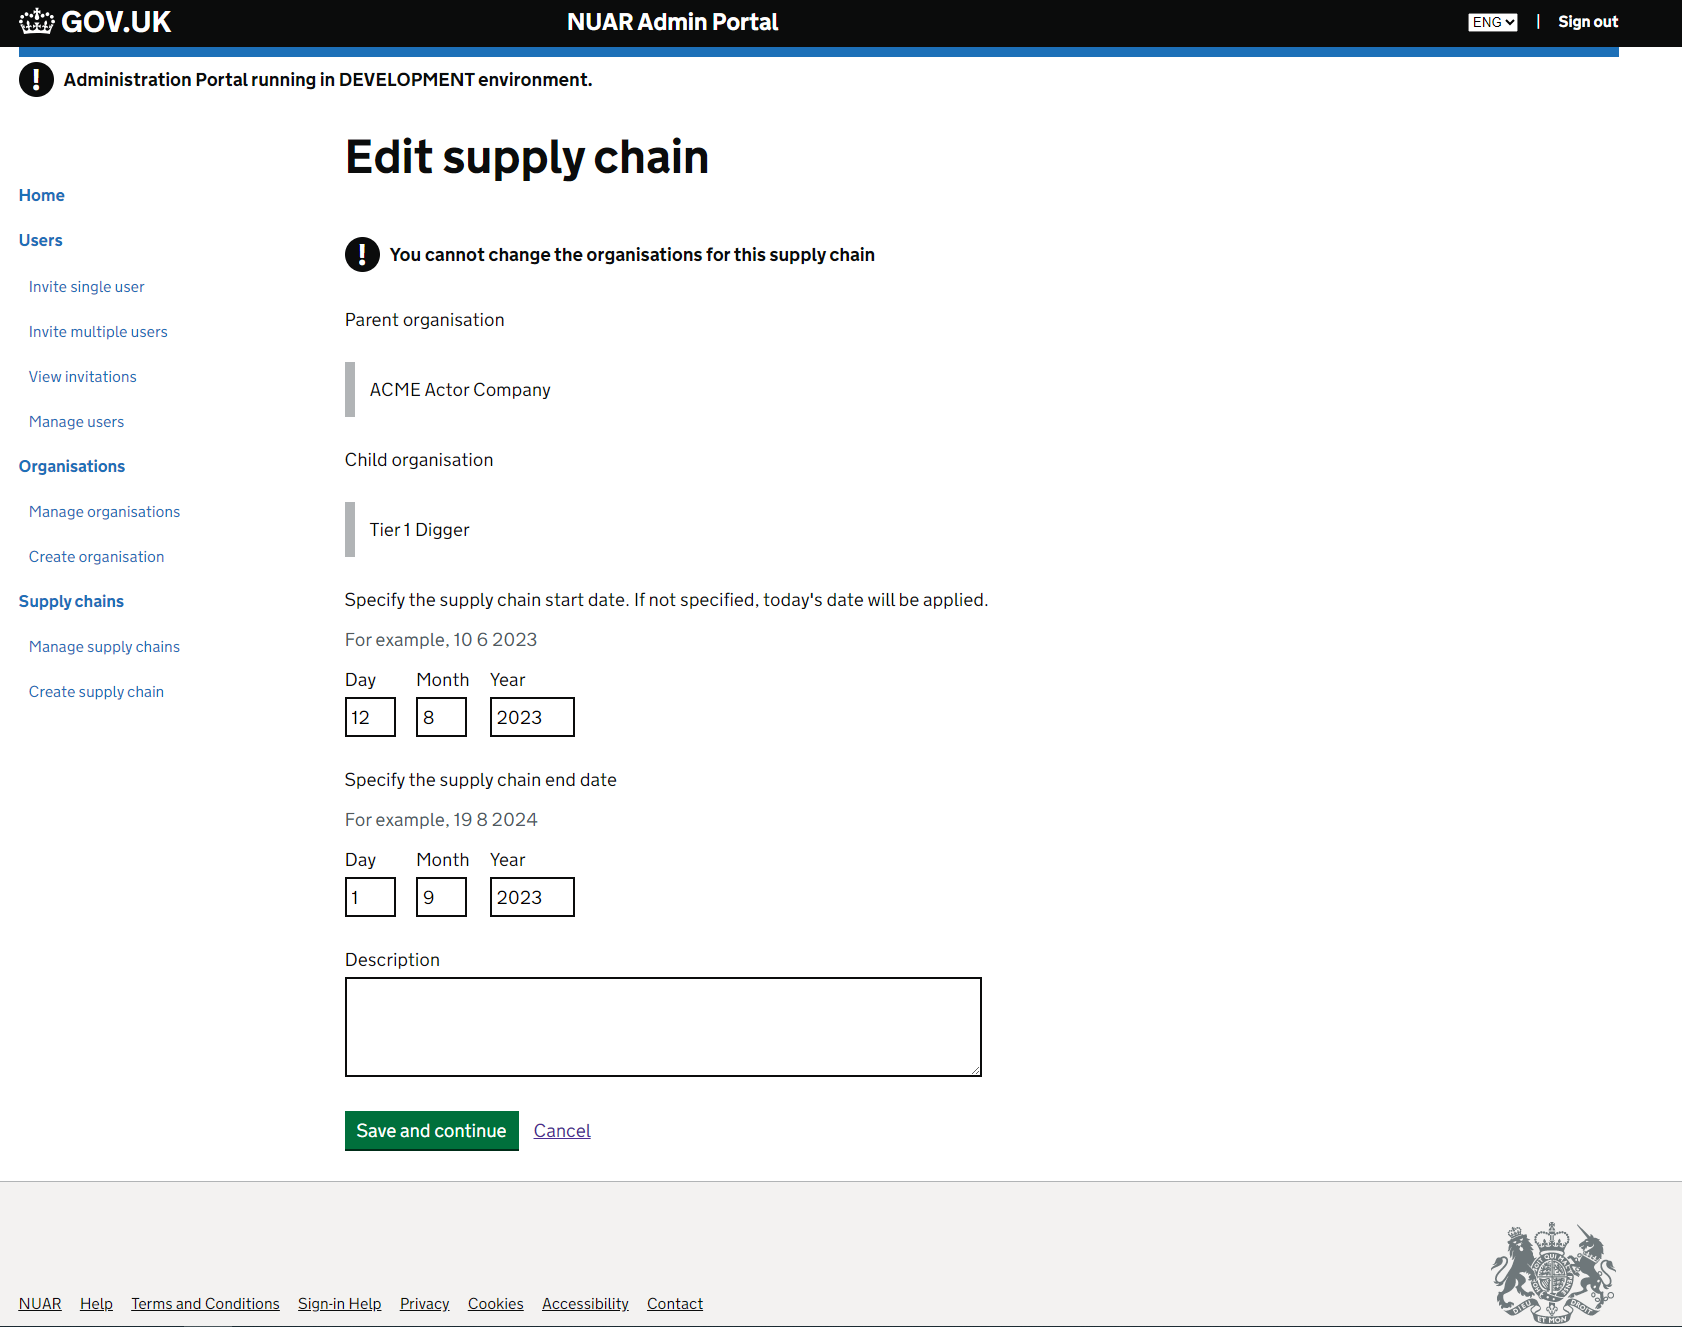 GOV.UK
NUAR Admin Portal
ENG
|
Sign out
! Administration Portal running in DEVELOPMENT environment.
Home
Users
Invite single user
Invite multiple users
View invitations
Manage users
Organisations
Manage organisations
Create organisation
Supply chains
Manage supply chains
Create supply chain
Edit supply chain
! You cannot change the organisations for this supply chain
Parent organisation
ACME Actor Company
Child organisation
Tier 1 Digger
Specify the supply chain start date. If not specified, today's date will be applied.
For example, 10 6 2023
Day Month Year
12 8 2023
Specify the supply chain end date
For example, 19 8 2024
Day Month Year
1 9 2023
Description
Save and continue Cancel
NUAR Help Terms and Conditions Sign-in Help Privacy Cookies Accessibility Contact
DIEU ET MON DROIT